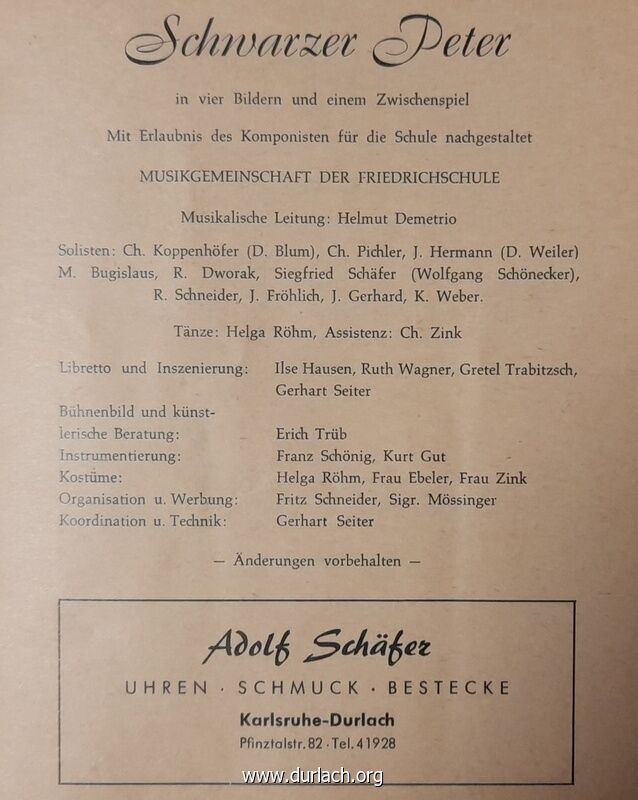 Schwarzer Peter
in vier Bildern und einem Zwischenspiel
Mit Erlaubnis des Komponisten für die Schule nachgestaltet
MUSIKGEMEINSCHAFT DER FRIEDRICHSCHULE
Musikalische Leitung: Helmut Demetrio
Solisten: Ch. Koppenhöfer (D. Blum), Ch. Pichler, J. Hermann (D. Weiler)
M. Bugislaus, R. Dworak, Siegfried Schäfer (Wolfgang Schönecker),
R. Schneider, J. Fröhlich, J. Gerhard, K. Weber.
Tänze: Helga Röhm, Assistenz: Ch. Zink
Libretto und Inszenierung: Ilse Hausen, Ruth Wagner, Gretel Trabitzsch,
Gerhart Seiter
Bühnenbild und künst-
lerische Beratung: Erich Trüb
Instrumentierung: Franz Schönig, Kurt Gut
Kostüme: Helga Röhm, Frau Ebeler, Frau Zink
Organisation u. Werbung: Fritz Schneider, Sigr. Mössinger
Koordination u. Technik: Gerhart Seiter
— Änderungen vorbehalten —
Adolf Schäfer
UHREN · SCHMUCK · BESTECKE
Karlsruhe-Durlach
Pfinztalstr. 82 · Tel. 41928
www.durlach.org